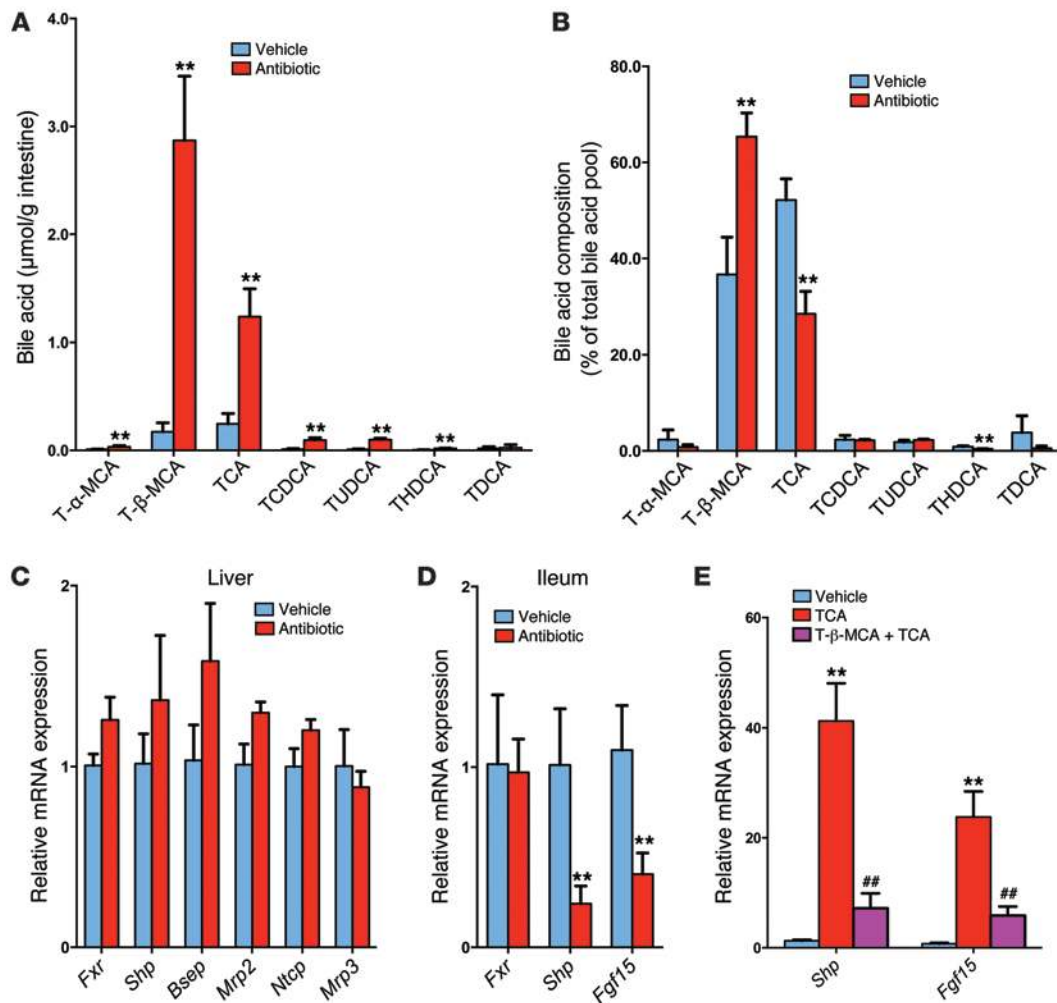 A
Bile acid (μmol/g intestine)
4.0
3.0
2.0
1.0
0.0
Vehicle
Antibiotic
**
**
**
**
**
**
T-α-MCA
T-β-MCA
TCA
TCDCA
TUDCA
THDCA
TDCA
B
Bile acid composition
(% of total bile acid pool)
80.0
60.0
40.0
20.0
0.0
Vehicle
Antibiotic
**
**
**
T-α-MCA
T-β-MCA
TCA
TCDCA
TUDCA
THDCA
TDCA
C
Liver
Relative mRNA expression
2
1
0
Vehicle
Antibiotic
Fxr
Shp
Bsep
Mrp2
Ntcp
Mrp3
D
Ileum
Relative mRNA expression
2
1
0
Vehicle
Antibiotic
**
**
Fxr
Shp
Fgf15
E
Relative mRNA expression
60
40
20
0
Vehicle
TCA
T-β-MCA + TCA
**
##
**
##
Shp
Fgf15